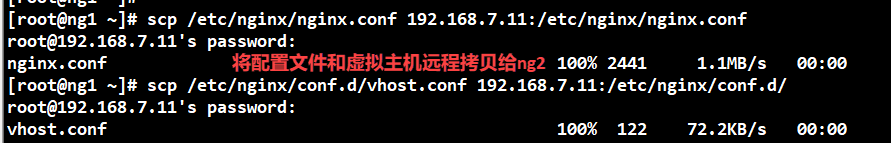 [root@ng1 ~]#
[root@ng1 ~]# scp /etc/nginx/nginx.conf 192.168.7.11:/etc/nginx/nginx.conf
root@192.168.7.11's password:
nginx.conf 将配置文件和虚拟主机远程拷贝给ng2 100% 2441 1.1MB/s 00:00
[root@ng1 ~]# scp /etc/nginx/conf.d/vhost.conf 192.168.7.11:/etc/nginx/conf.d/
root@192.168.7.11's password:
vhost.conf 100% 122 72.2KB/s 00:00